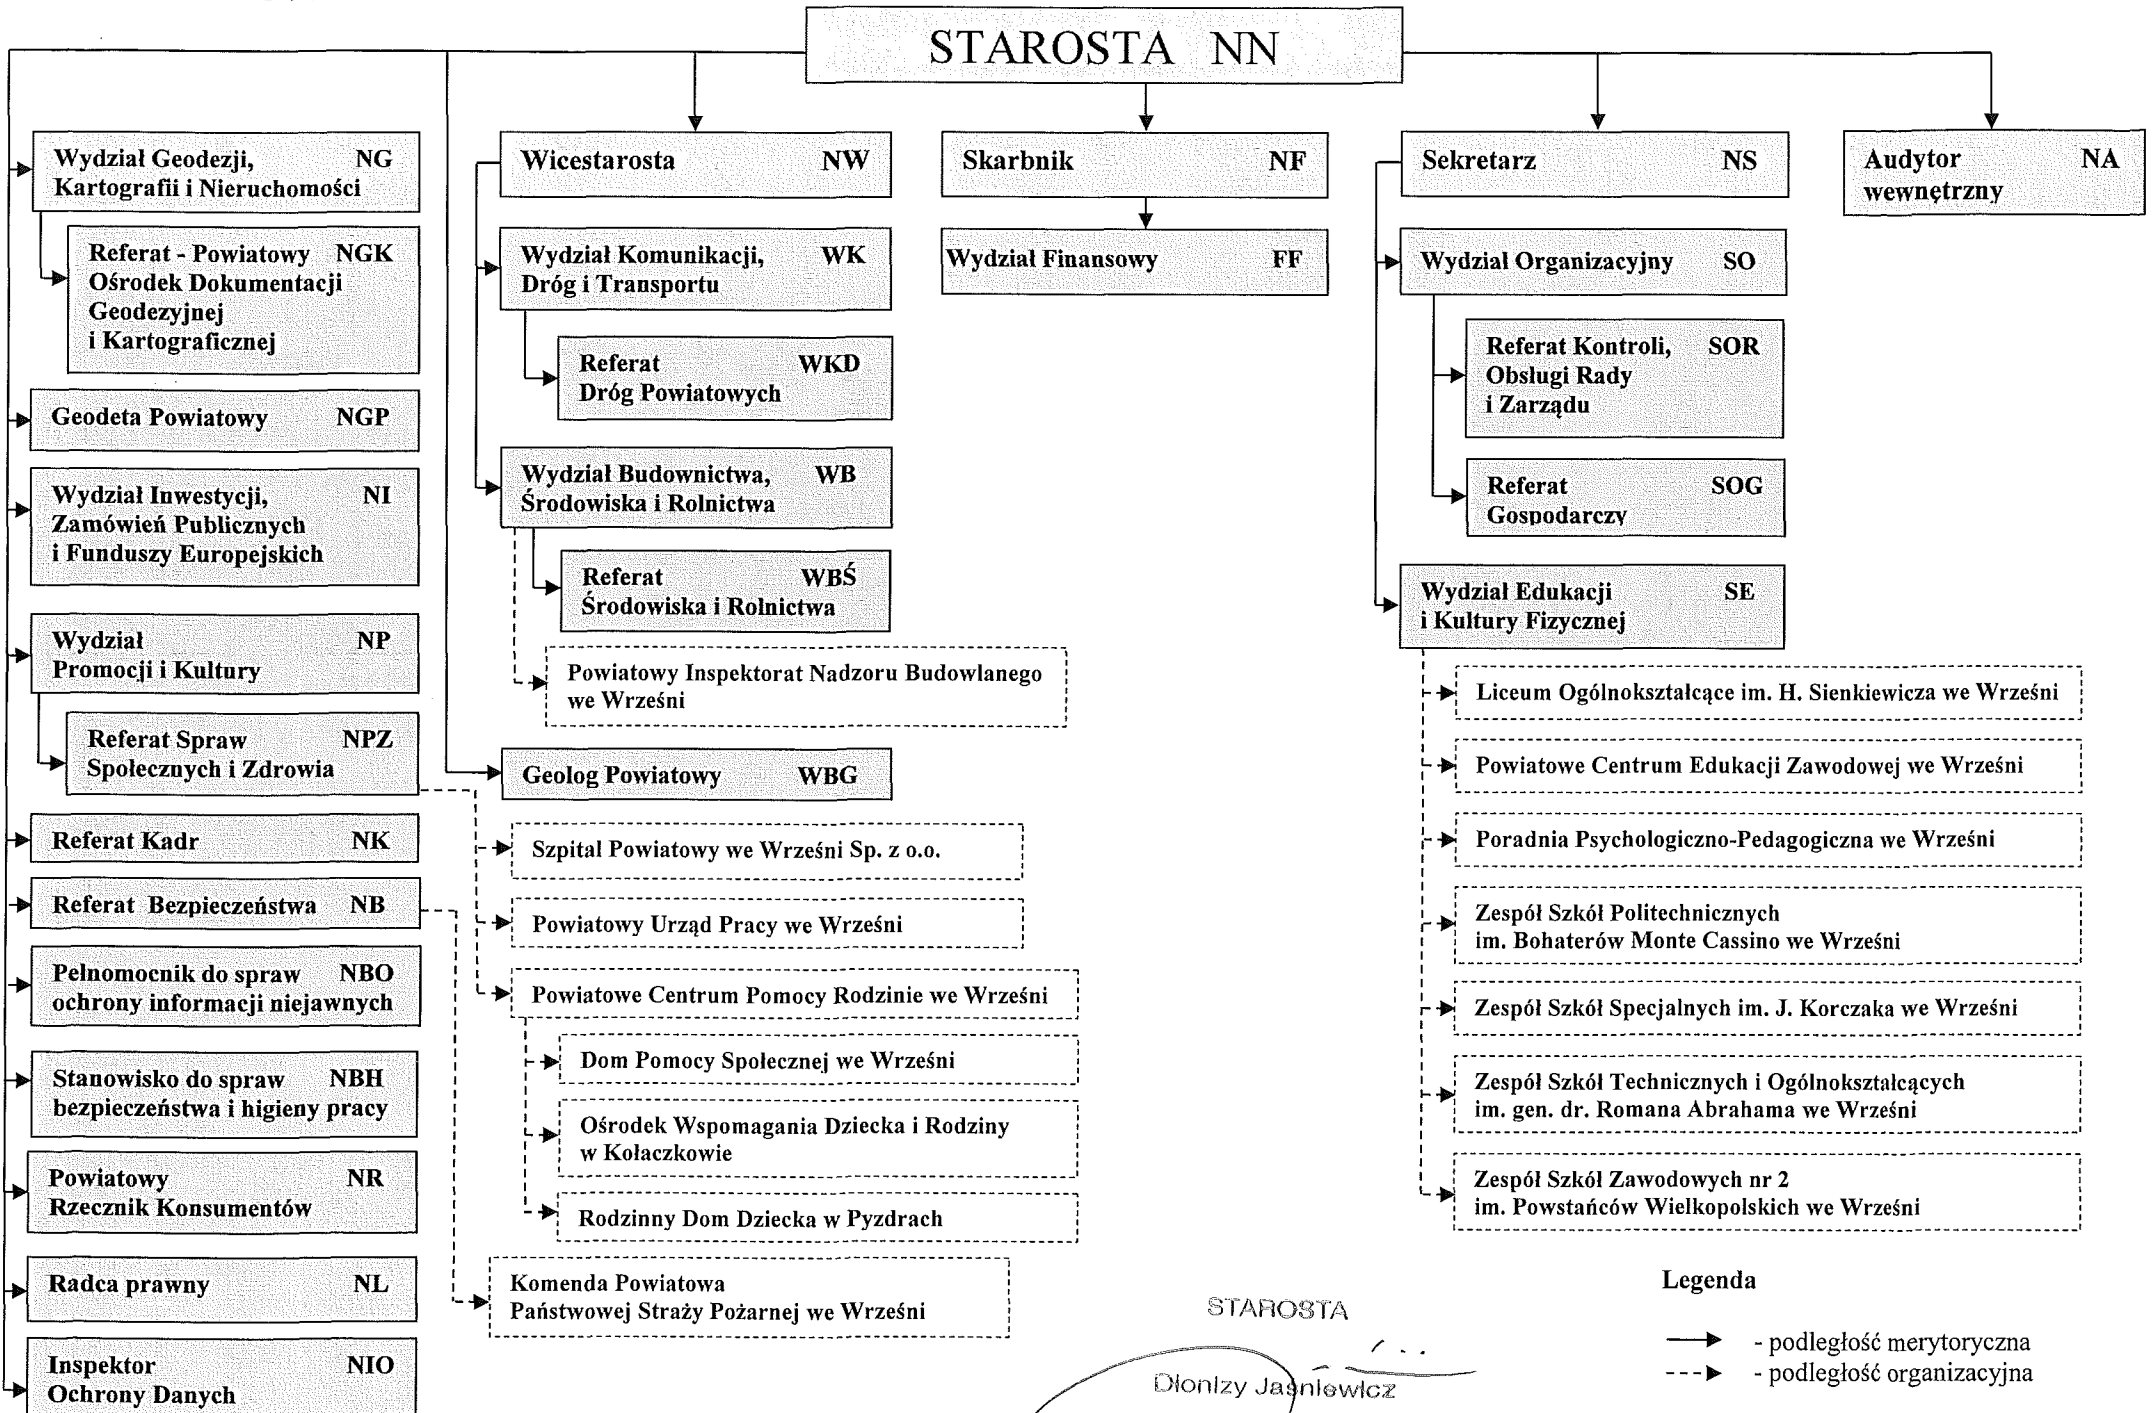 STAROSTA NN
Wydział Geodezji, NG
Kartografii i Nieruchomości
Referat - Powiatowy NGK
Ośrodek Dokumentacji
Geodezyjnej
i Kartograficznej
Geodeta Powiatowy NGP
Wydział Inwestycji, NI
Zamówień Publicznych
i Funduszy Europejskich
Wydział NP
Promocji i Kultury
Referat Spraw NPZ
Społecznych i Zdrowia
Referat Kadr NK
Referat Bezpieczeństwa NB
Pełnomocnik do spraw NBO
ochrony informacji niejawnych
Stanowisko do spraw NBH
bezpieczeństwa i higieny pracy
Powiatowy NR
Rzecznik Konsumentów
Radca prawny NL
Inspektor NIO
Ochrony Danych
Wicestarosta NW
Wydział Komunikacji, WK
Dróg i Transportu
Referat WKD
Dróg Powiatowych
Wydział Budownictwa, WB
Środowiska i Rolnictwa
Referat WBŚ
Środowiska i Rolnictwa
Powiatowy Inspektorat Nadzoru Budowlanego
we Wrześni
Geolog Powiatowy WBG
Szpital Powiatowy we Wrześni Sp. z o.o.
Powiatowy Urząd Pracy we Wrześni
Powiatowe Centrum Pomocy Rodzinie we Wrześni
Dom Pomocy Społecznej we Wrześni
Ośrodek Wspomagania Dziecka i Rodziny
w Kołaczkowie
Rodzinny Dom Dziecka w Pyzdrach
Komenda Powiatowa
Państwowej Straży Pożarnej we Wrześni
Skarbnik NF
Wydział Finansowy FF
Sekretarz NS
Wydział Organizacyjny SO
Referat Kontroli, SOR
Obsługi Rady
i Zarządu
Referat SOG
Gospodarczy
Wydział Edukacji SE
i Kultury Fizycznej
Liceum Ogólnokształcące im. H. Sienkiewicza we Wrześni
Powiatowe Centrum Edukacji Zawodowej we Wrześni
Poradnia Psychologiczno-Pedagogiczna we Wrześni
Zespół Szkół Politechnicznych
im. Bohaterów Monte Cassino we Wrześni
Zespół Szkół Specjalnych im. J. Korczaka we Wrześni
Zespół Szkół Technicznych i Ogólnokształcących
im. gen. dr. Romana Abrahama we Wrześni
Zespół Szkół Zawodowych nr 2
im. Powstańców Wielkopolskich we Wrześni
Audytor NA
wewnętrzny
STAROSTA
Dionizy Jaśniewicz
Legenda
- podległość merytoryczna
- podległość organizacyjna